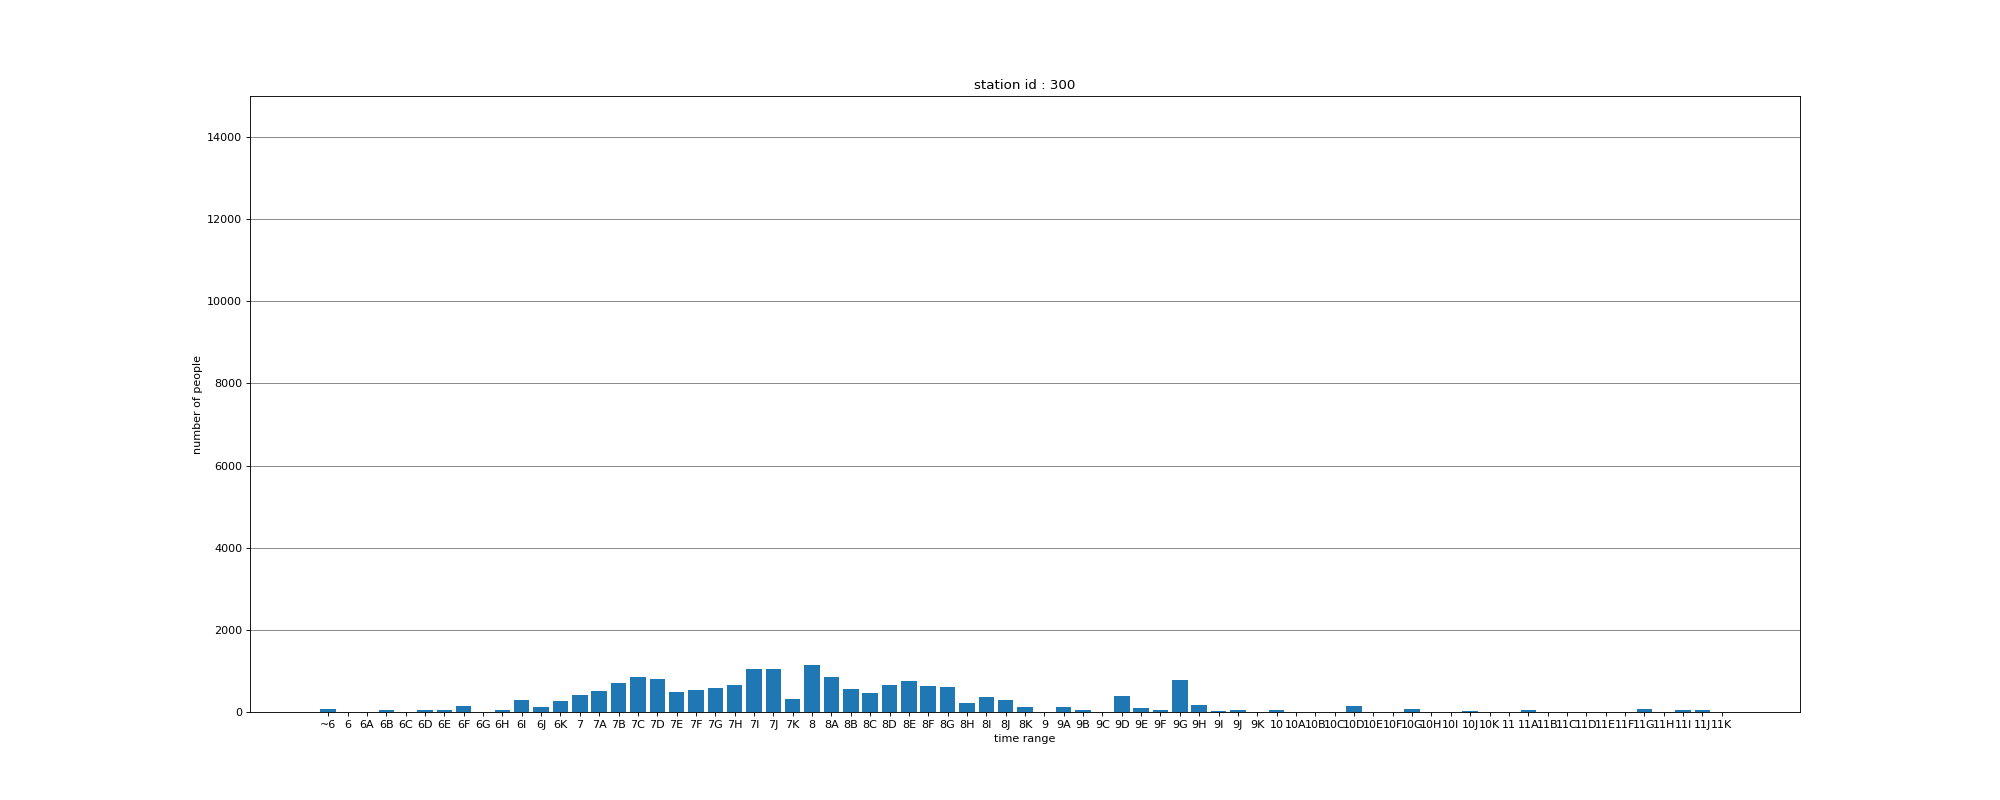 station id : 300
14000
12000
10000
8000
6000
4000
2000
0
number of people
~6 6 6A 6B 6C 6D 6E 6F 6G 6H 6I 6J 6K 7 7A 7B 7C 7D 7E 7F 7G 7H 7I 7J 7K 8 8A 8B 8C 8D 8E 8F 8G 8H 8I 8J 8K 9 9A 9B 9C 9D 9E 9F 9G 9H 9I 9J 9K 10 10A 10B 10C 10D 10E 10F 10G 10H 10I 10J 10K 11 11A 11B 11C 11D 11E 11F 11G 11H 11I 11J 11K
time range